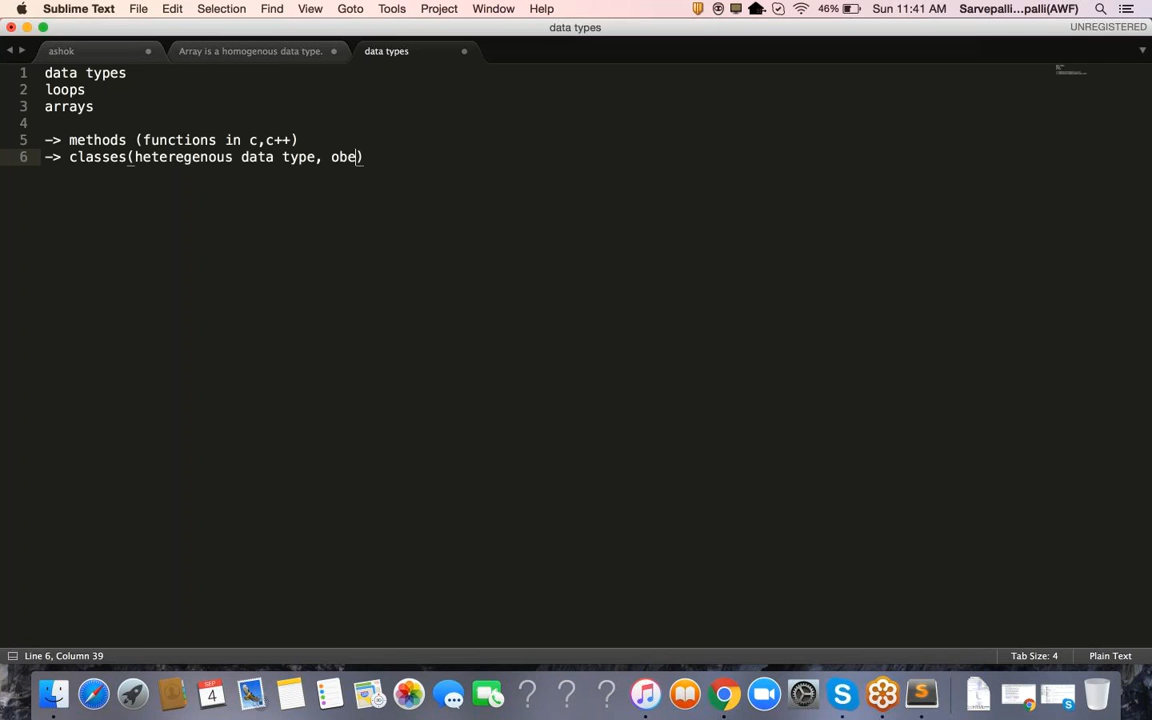 Sublime Text File Edit Selection Find View Goto Tools Project Window Help 46% Sun 11:41 AM Sarvepalli...palli(AWF)
data types UNREGISTERED
ashok Array is a homogenous data type. data types
1 data types
2 loops
3 arrays
4
5 -> methods (functions in c,c++)
6 -> classes(heteregenous data type, obe)
Line 6, Column 39 Tab Size: 4 Plain Text
SEP
4